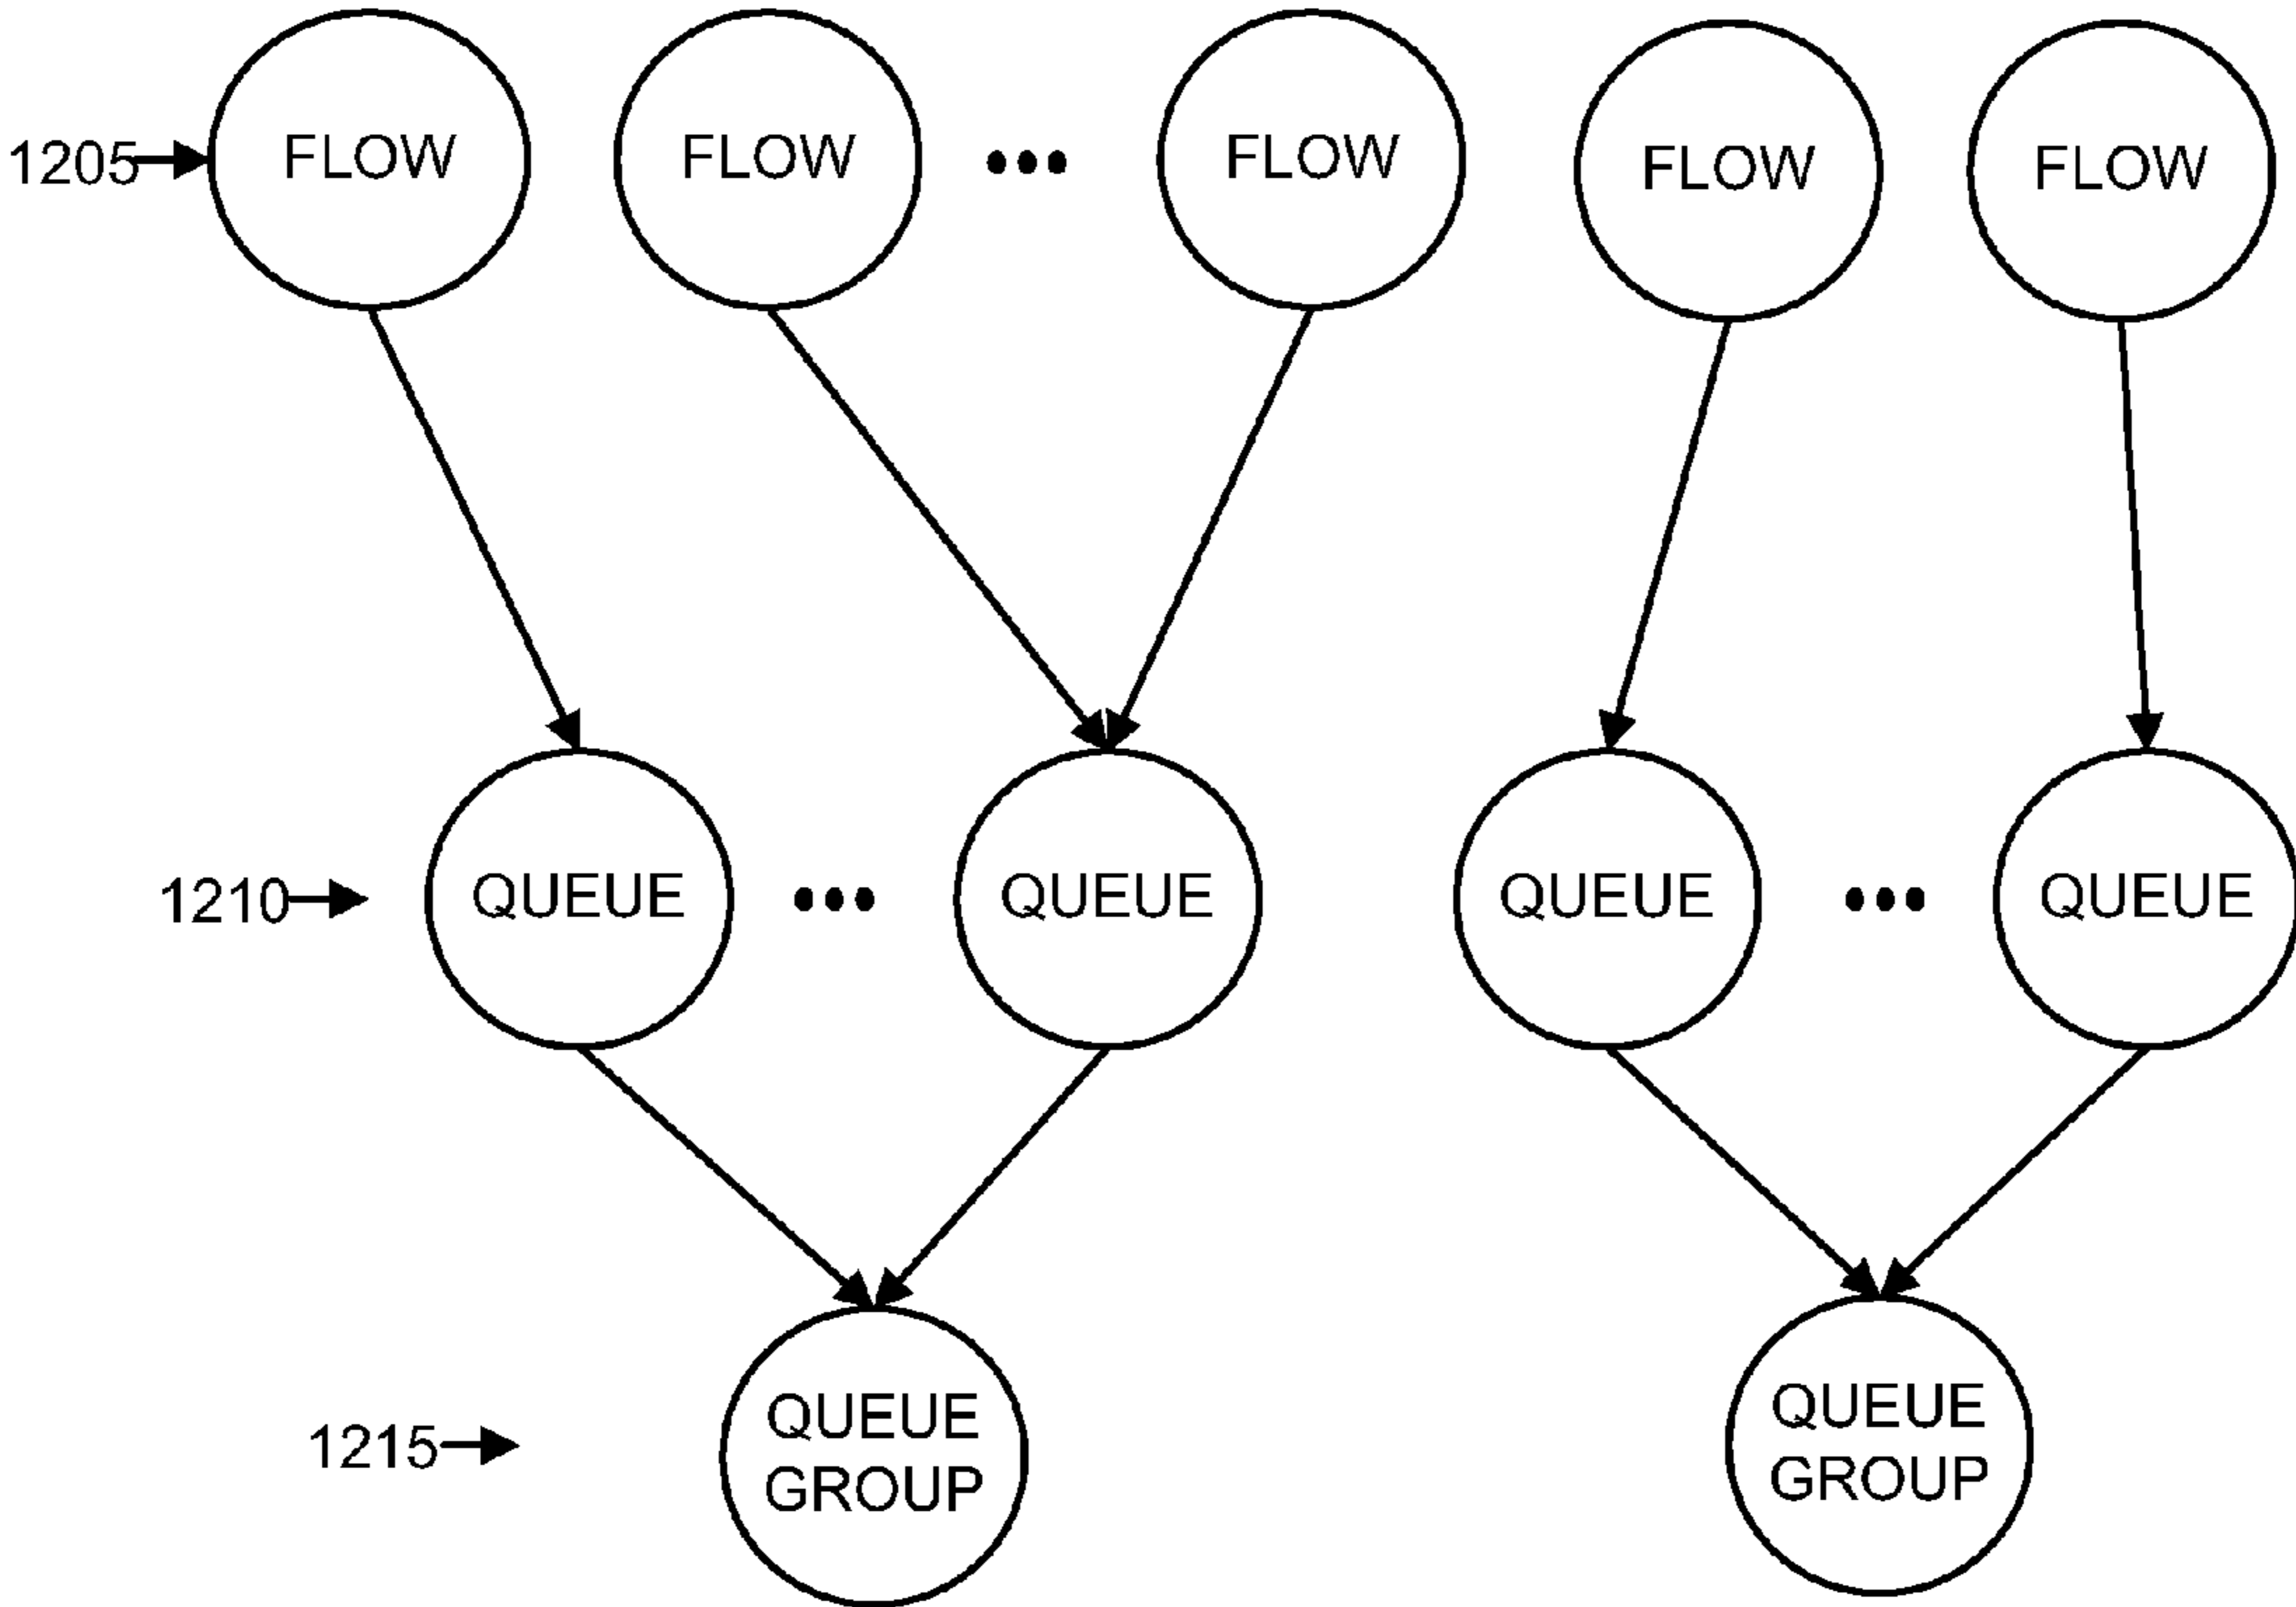 1205 FLOW FLOW ••• FLOW FLOW FLOW
1210 QUEUE ••• QUEUE QUEUE ••• QUEUE
1215 QUEUE
GROUP
QUEUE
GROUP